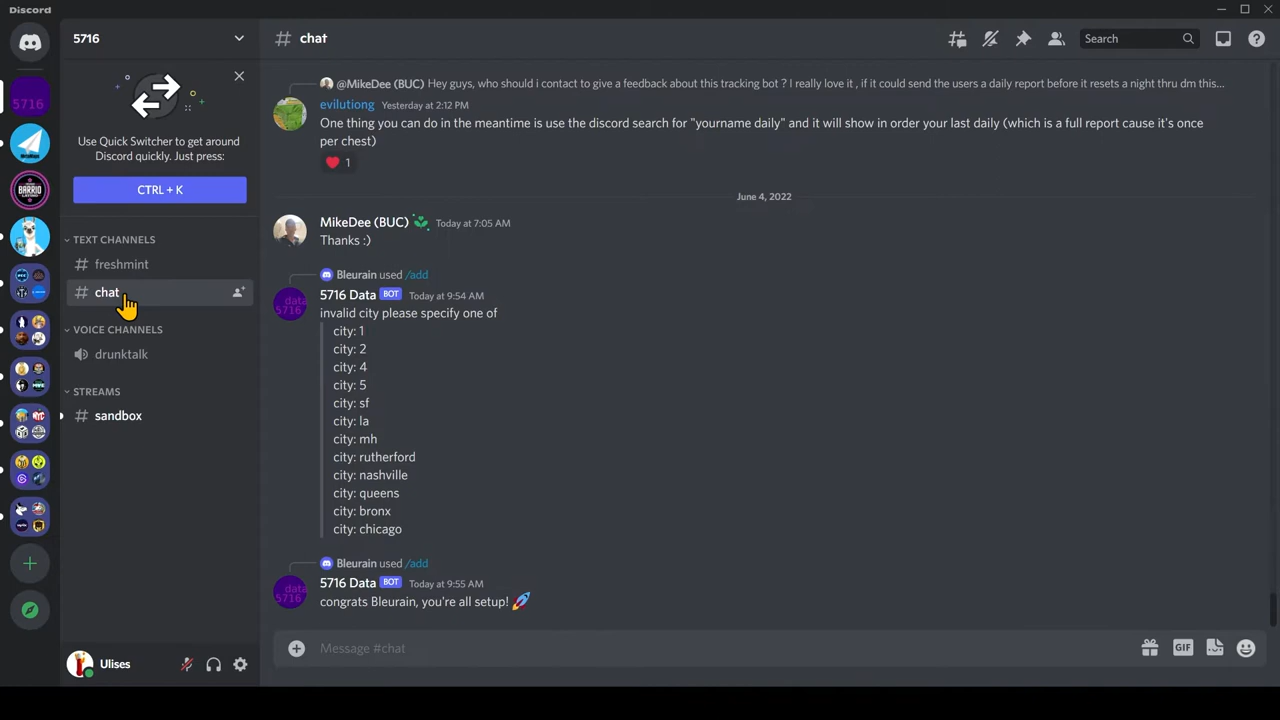 Discord
5716
# chat
Search
5716
Use Quick Switcher to get around
Discord quickly. Just press:
CTRL + K
TEXT CHANNELS
# freshmint
# chat
VOICE CHANNELS
drunktalk
STREAMS
# sandbox
Ulises
BARRIO
@MikeDee (BUC) Hey guys, who should i contact to give a feedback about this tracking bot ? I really love it , if it could send the users a daily report before it resets a night thru dm this...
evilutiong Yesterday at 2:12 PM
One thing you can do in the meantime is use the discord search for "yourname daily" and it will show in order your last daily (which is a full report cause it's once
per chest)
1
June 4, 2022
MikeDee (BUC) Today at 7:05 AM
Thanks :)
Bleurain used /add
data
5716
5716 Data BOT Today at 9:54 AM
invalid city please specify one of
city: 1
city: 2
city: 4
city: 5
city: sf
city: la
city: mh
city: rutherford
city: nashville
city: queens
city: bronx
city: chicago
Bleurain used /add
data
5716
5716 Data BOT Today at 9:55 AM
congrats Bleurain, you're all setup!
Message #chat
GIF